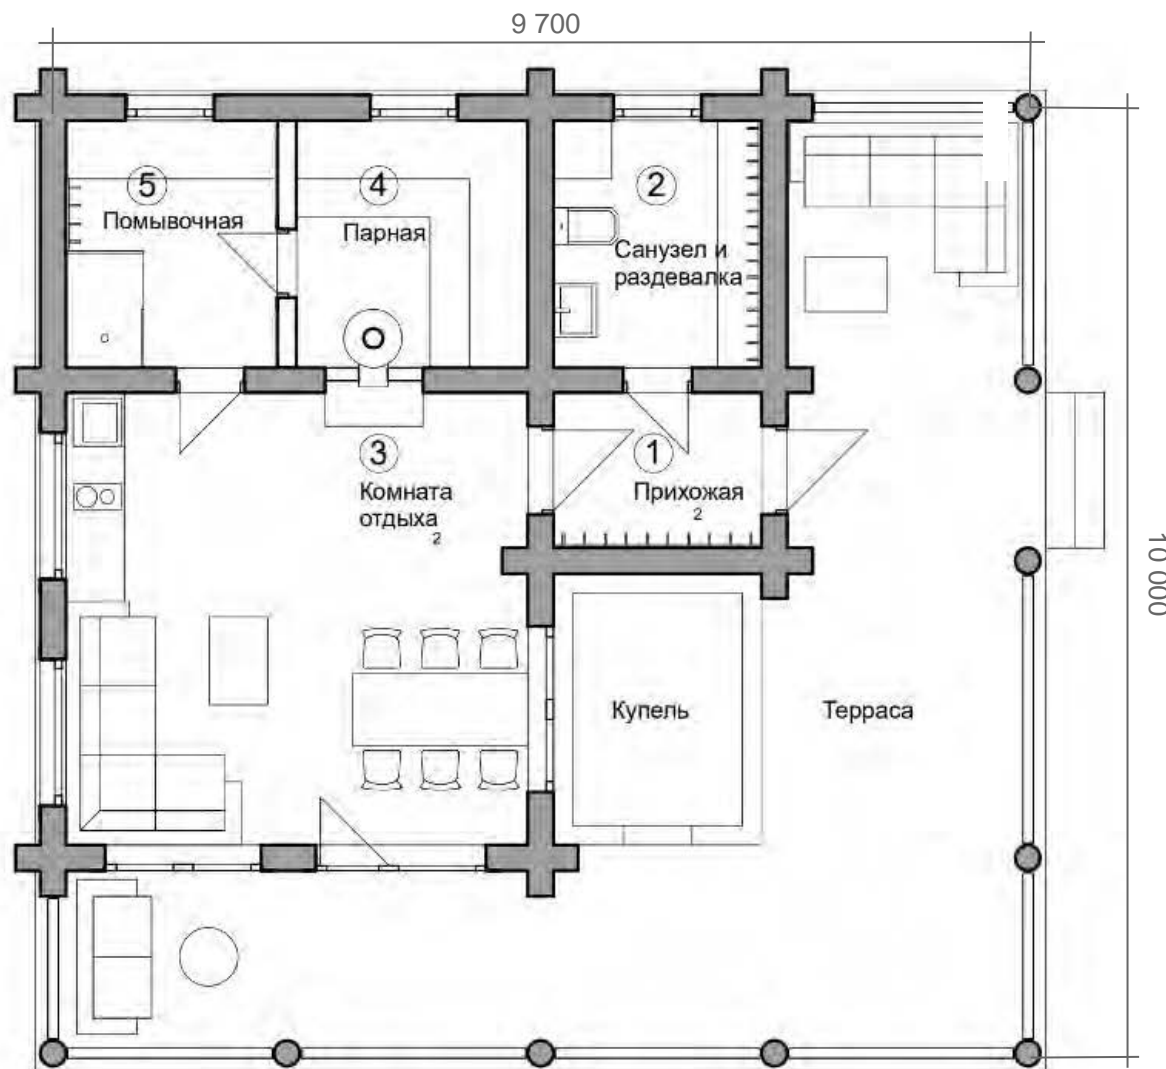 9 700
5
Помывочная
4
Парная
2
Санузел и
раздевалка
3
Комната
отдыха
2
1
Прихожая
2
Купель
Терраса
10 000